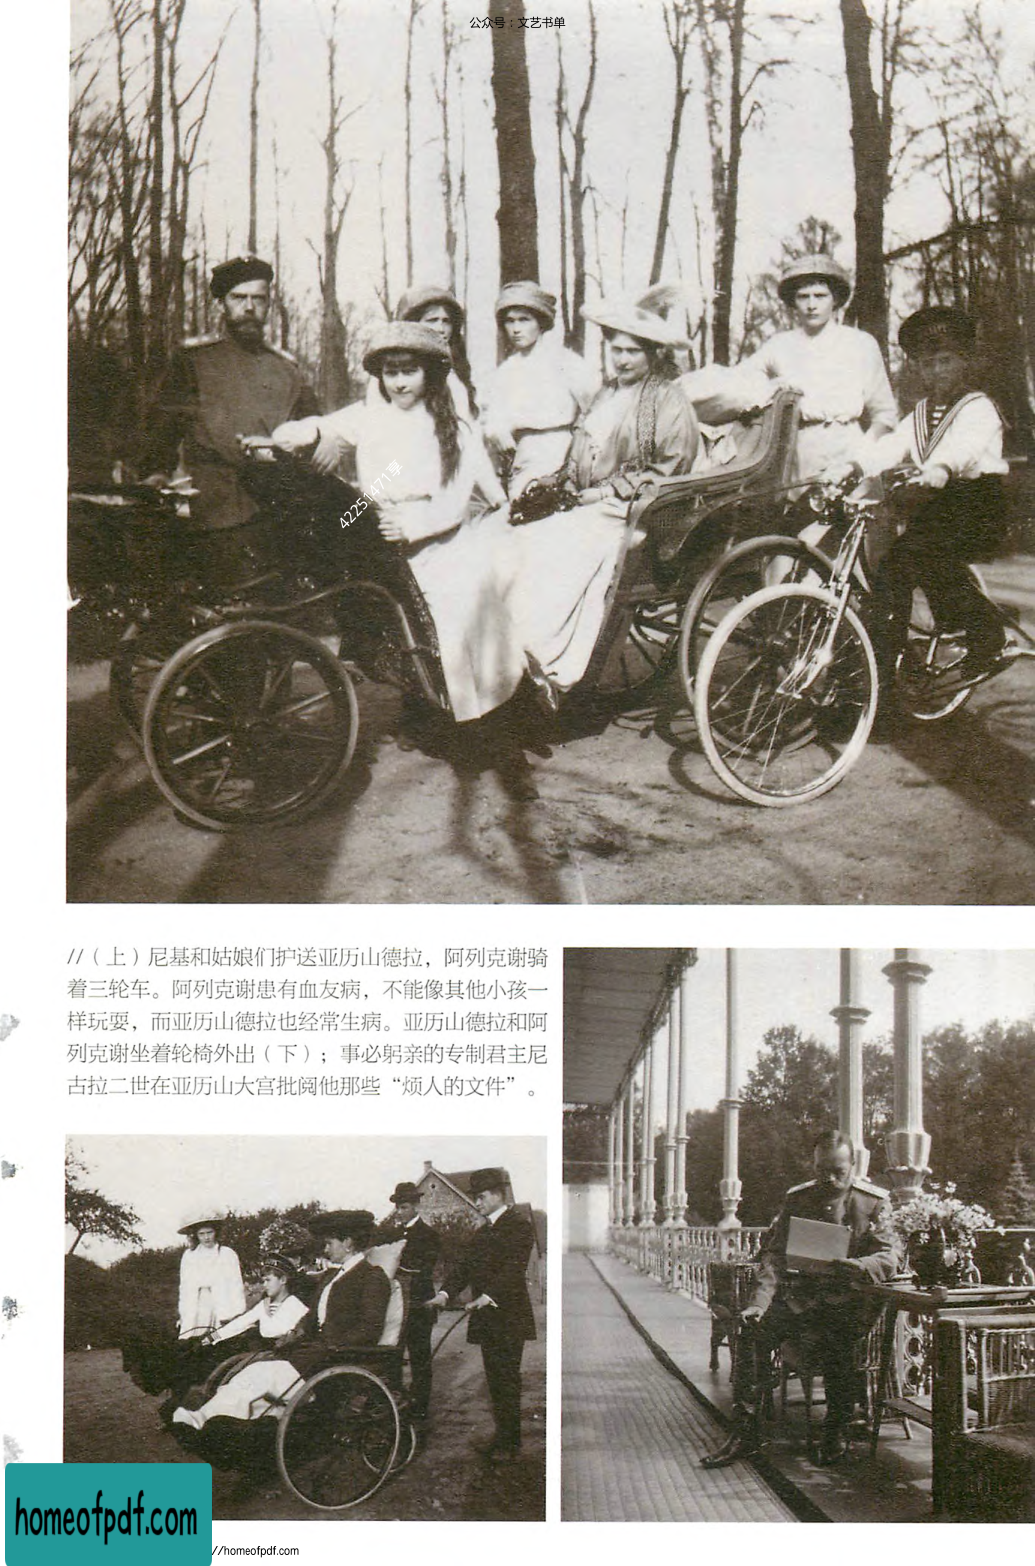 公众号：文艺书单
42251471享
//（上）尼基和姑娘们护送亚历山德拉，阿列克谢骑
着三轮车。阿列克谢患有血友病，不能像其他小孩一
样玩耍，而亚历山德拉也经常生病。亚历山德拉和阿
列克谢坐着轮椅外出（下）；事必躬亲的专制君主尼
古拉二世在亚历山大宫批阅他那些“烦人的文件”。
homeofpdf.com
//homeofpdf.com